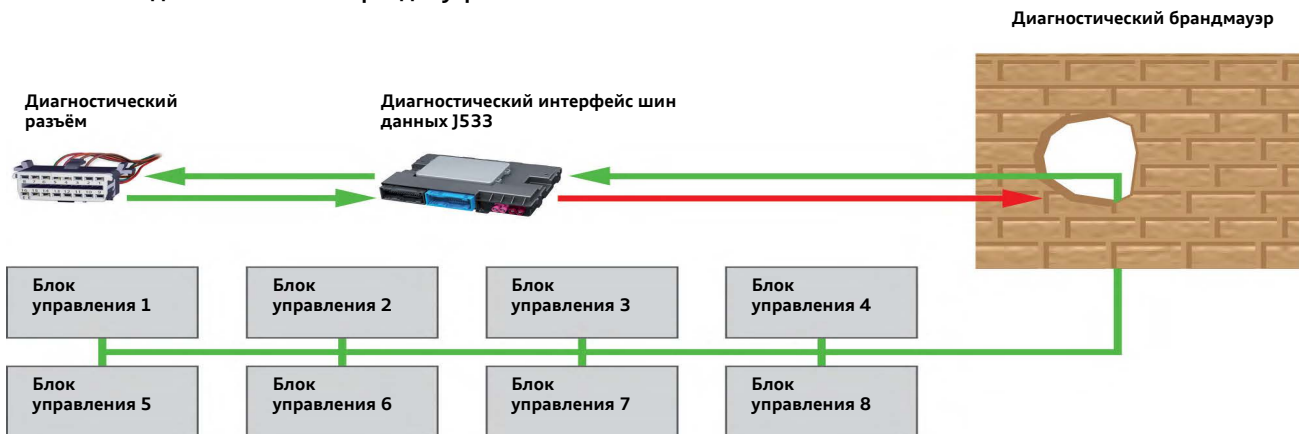 Диагностический брандмауэр
Диагностический
разъём
Диагностический интерфейс шин
данных J533
Блок
управления 1
Блок
управления 2
Блок
управления 3
Блок
управления 4
Блок
управления 5
Блок
управления 6
Блок
управления 7
Блок
управления 8